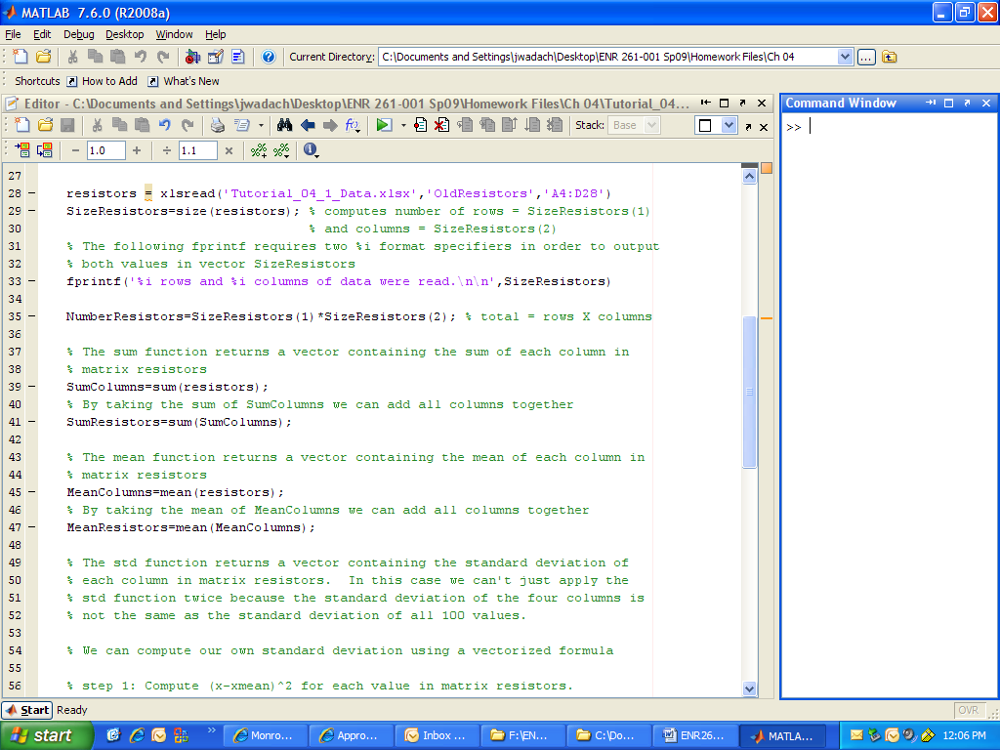 MATLAB 7.6.0 (R2008a)
File Edit Debug Desktop Window Help
Current Directory: C:\Documents and Settings\jwadach\Desktop\ENR 261-001 Sp09\Homework Files\Ch 04
Shortcuts How to Add What's New
Editor - C:\Documents and Settings\jwadach\Desktop\ENR 261-001 Sp09\Homework Files\Ch 04\Tutorial_04...
Command Window
Stack: Base
>>
− 1.0 + ÷ 1.1 ×
27
28 – resistors = xlsread('Tutorial_04_1_Data.xlsx','OldResistors','A4:D28')
29 – SizeResistors=size(resistors); % computes number of rows = SizeResistors(1)
30 % and columns = SizeResistors(2)
31 % The following fprintf requires two %i format specifiers in order to output
32 % both values in vector SizeResistors
33 – fprintf('%i rows and %i columns of data were read.\n\n',SizeResistors)
34
35 – NumberResistors=SizeResistors(1)*SizeResistors(2); % total = rows X columns
36
37 % The sum function returns a vector containing the sum of each column in
38 % matrix resistors
39 – SumColumns=sum(resistors);
40 % By taking the sum of SumColumns we can add all columns together
41 – SumResistors=sum(SumColumns);
42
43 % The mean function returns a vector containing the mean of each column in
44 % matrix resistors
45 – MeanColumns=mean(resistors);
46 % By taking the mean of MeanColumns we can add all columns together
47 – MeanResistors=mean(MeanColumns);
48
49 % The std function returns a vector containing the standard deviation of
50 % each column in matrix resistors.  In this case we can't just apply the
51 % std function twice because the standard deviation of the four columns is
52 % not the same as the standard deviation of all 100 values.
53
54 % We can compute our own standard deviation using a vectorized formula
55
56 % step 1: Compute (x-xmean)^2 for each value in matrix resistors.
Start Ready
OVR
start Monro... Appro... Inbox ... F:\EN... C:\Do... ENR26... MATLA... 12:06 PM